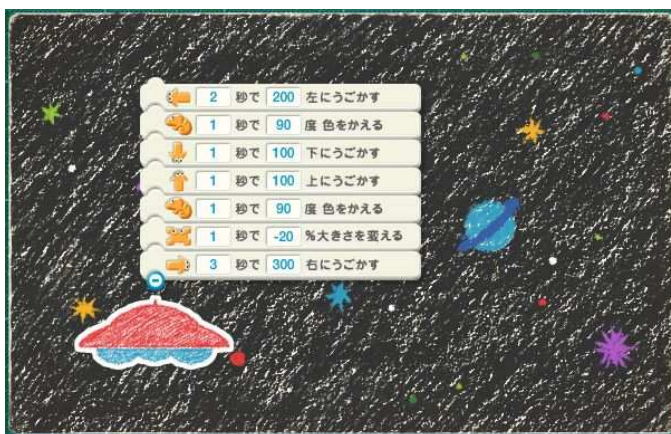 2 秒で 200 左にうごかす
1 秒で 90 度 色をかえる
1 秒で 100 下にうごかす
1 秒で 100 上にうごかす
1 秒で 90 度 色をかえる
1 秒で -20 %大きさを変える
3 秒で 300 右にうごかす